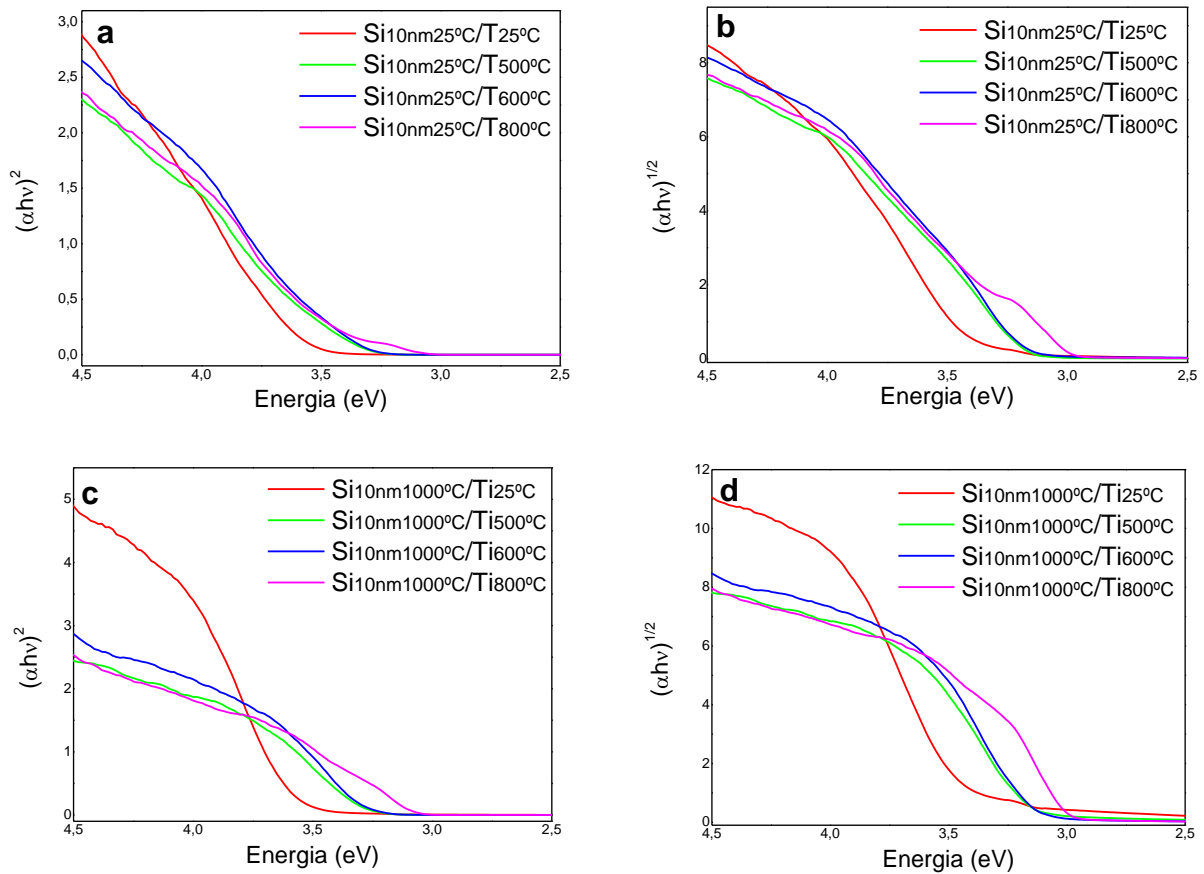 a
Si10nm25ºC/T25ºC
Si10nm25ºC/T500ºC
Si10nm25ºC/T600ºC
Si10nm25ºC/T800ºC
3,0
2,5
2,0
1,5
1,0
0,5
0,0
(αhν)2
4,5 4,0 3,5 3,0 2,5
Energia (eV)
b
Si10nm25ºC/Ti25ºC
Si10nm25ºC/Ti500ºC
Si10nm25ºC/Ti600ºC
Si10nm25ºC/Ti800ºC
8
6
4
2
0
(αhν)1/2
4,5 4,0 3,5 3,0 2,5
Energia (eV)
c
Si10nm1000ºC/Ti25ºC
Si10nm1000ºC/Ti500ºC
Si10nm1000ºC/Ti600ºC
Si10nm1000ºC/Ti800ºC
5
4
3
2
1
0
(αhν)2
4,5 4,0 3,5 3,0 2,5
Energia (eV)
d
Si10nm1000ºC/Ti25ºC
Si10nm1000ºC/Ti500ºC
Si10nm1000ºC/Ti600ºC
Si10nm1000ºC/Ti800ºC
12
10
8
6
4
2
0
(αhν)1/2
4,5 4,0 3,5 3,0 2,5
Energia (eV)